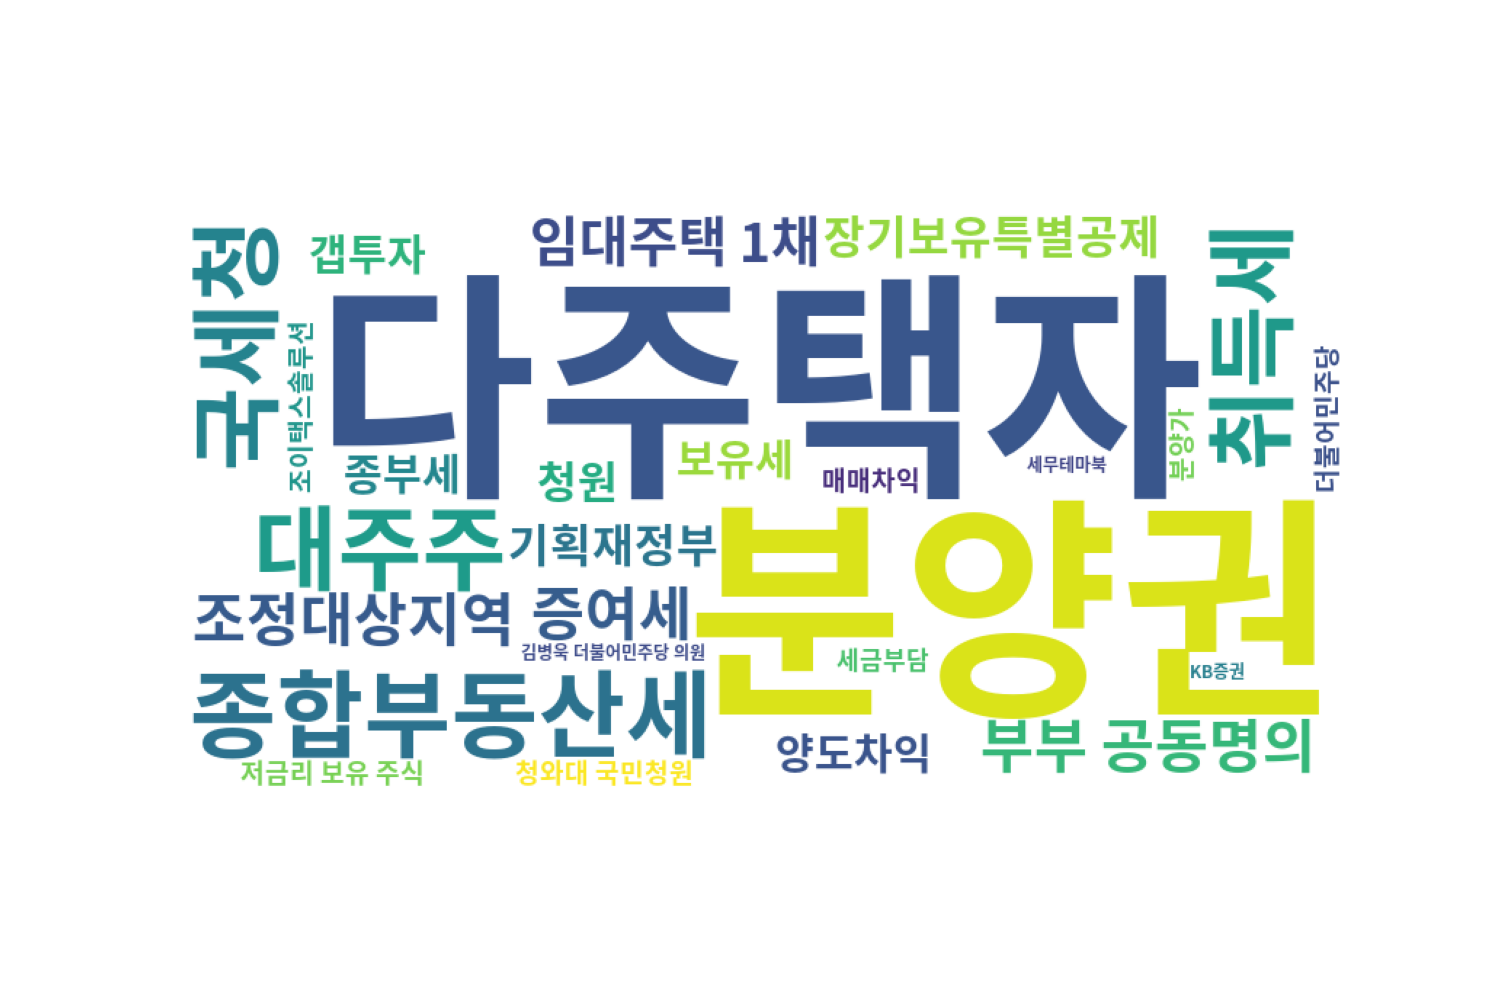 임대주택 1채
장기보유특별공제
갭투자
국세청
취득세
다주택자
조이택스솔루션
더불어민주당
분양가
보유세
종부세
청원
매매차익
세무테마북
대주주
기획재정부
분양권
조정대상지역
증여세
김병욱 더불어민주당 의원
세금부담
KB증권
종합부동산세
부부 공동명의
양도차익
저금리 보유 주식
청와대 국민청원